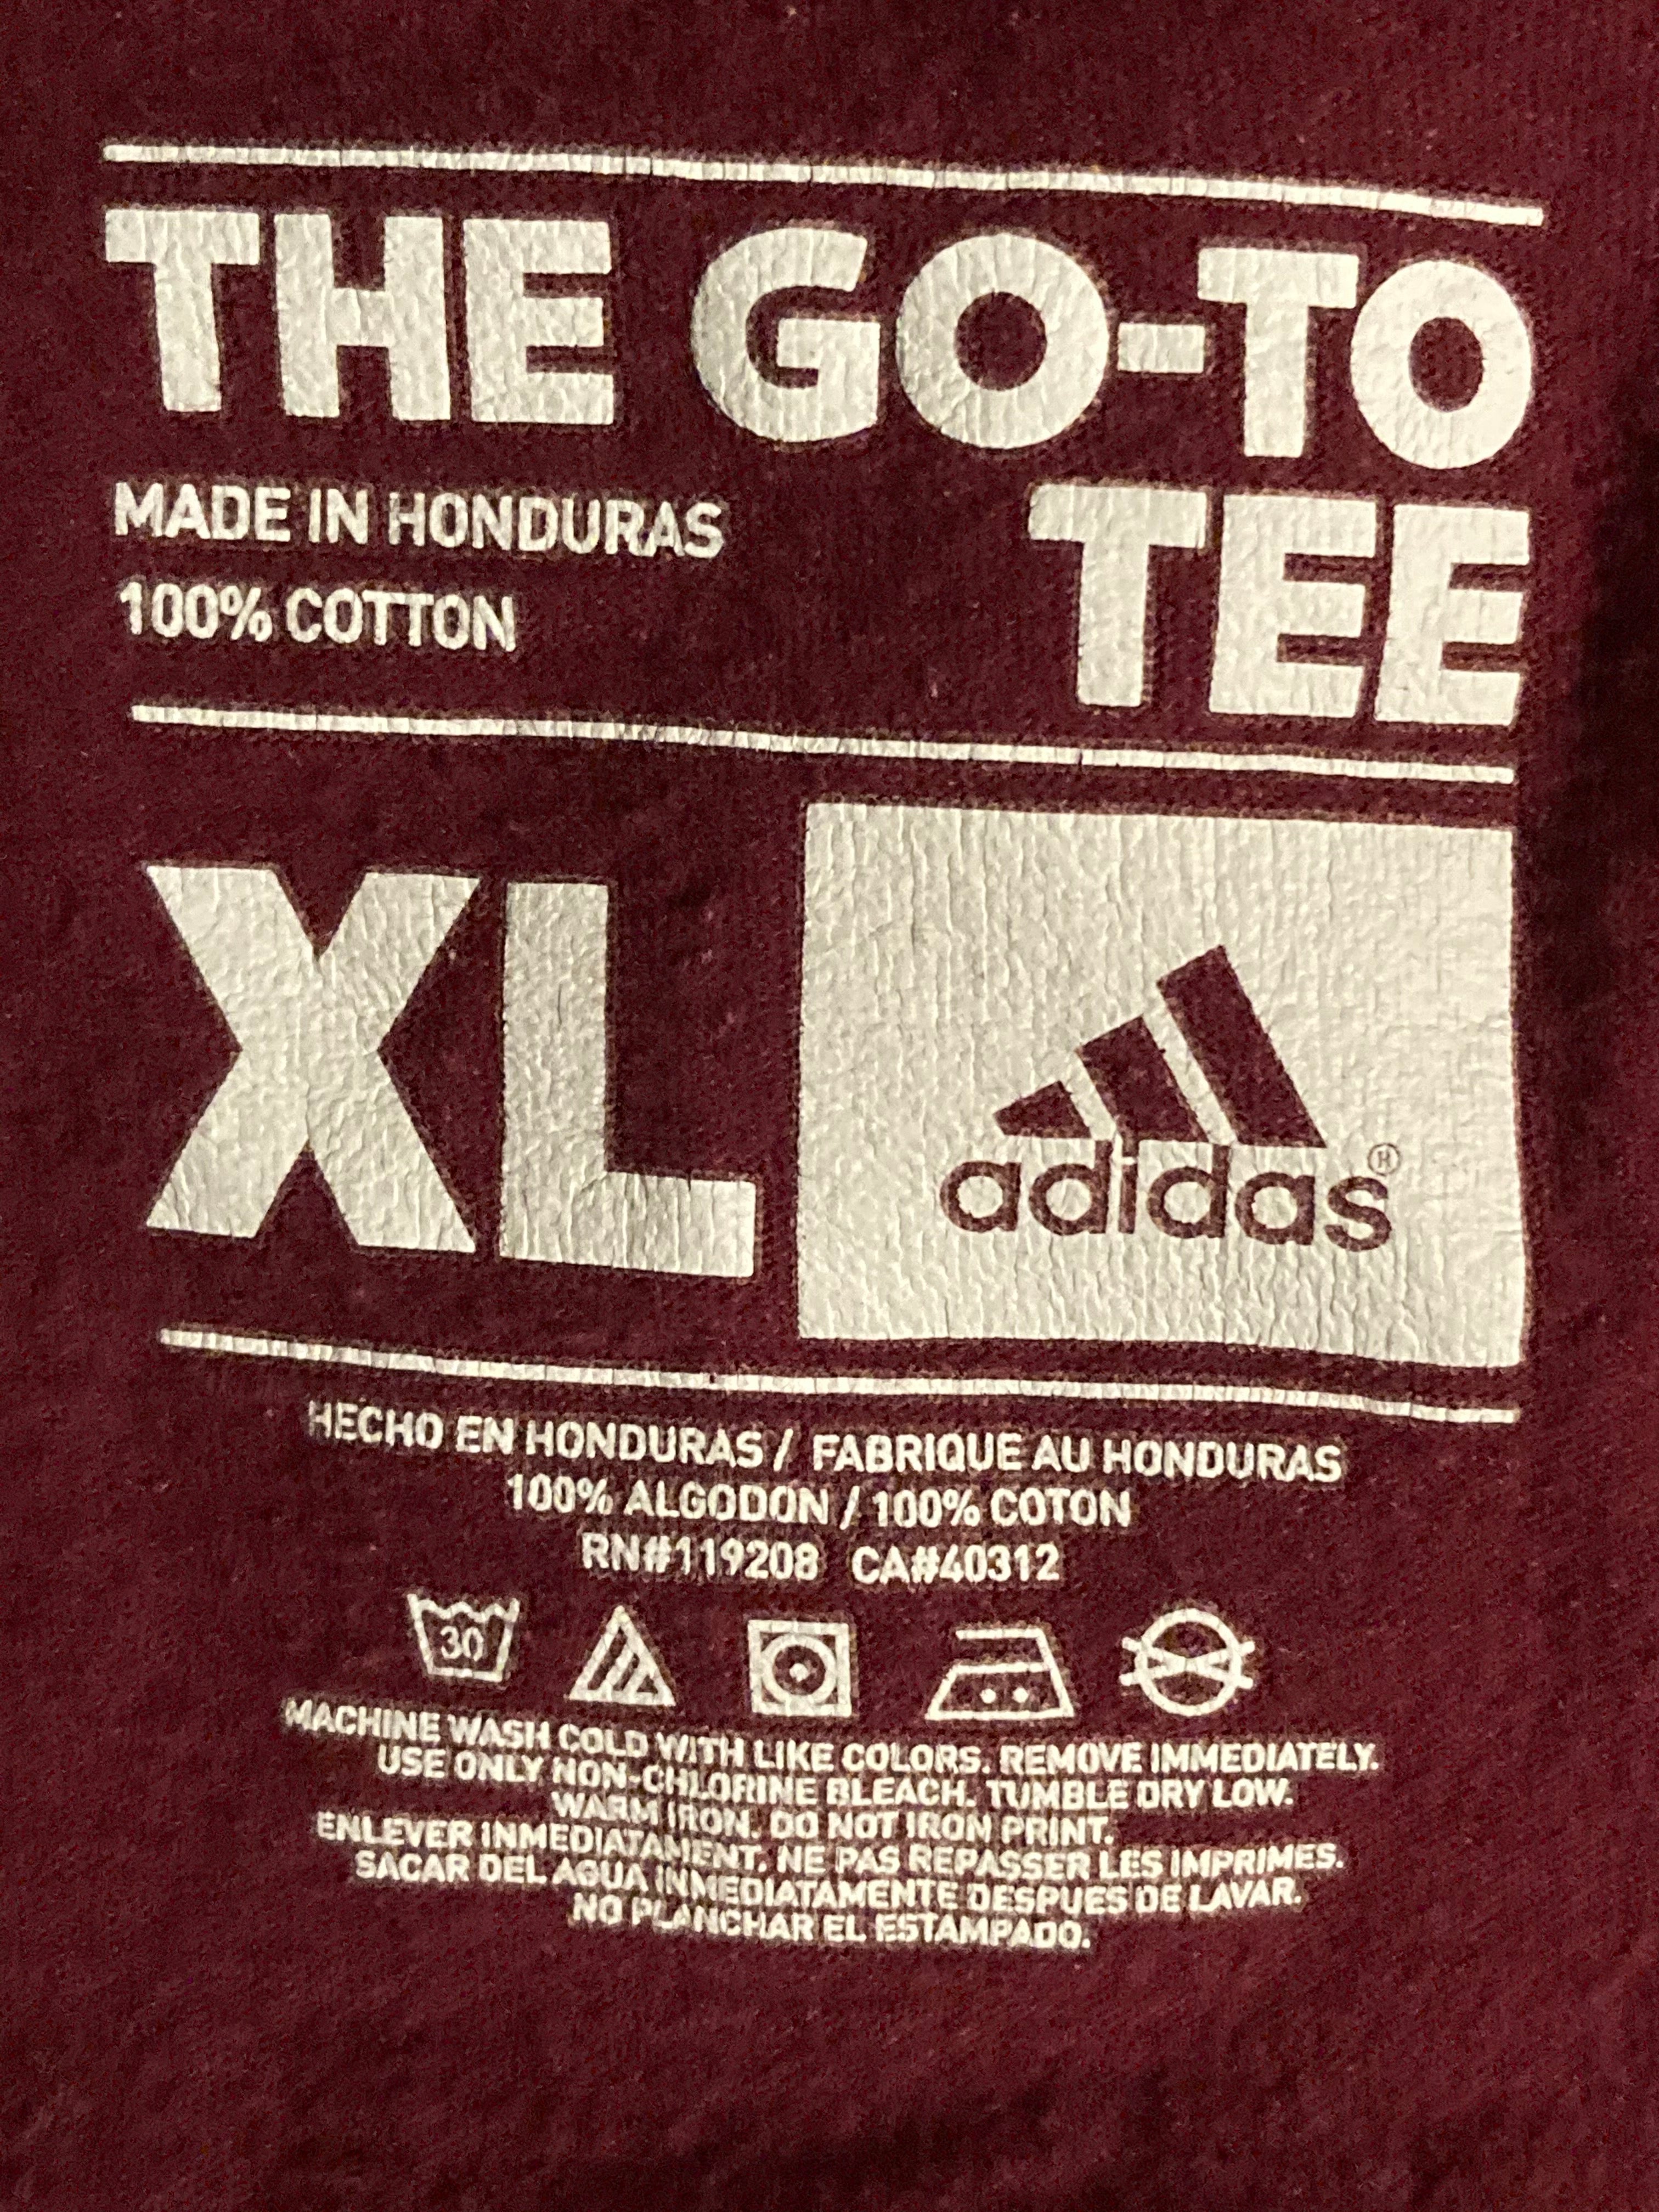 THE GO-TO
TEE
MADE IN HONDURAS
100% COTTON
XL
adidas®
HECHO EN HONDURAS / FABRIQUE AU HONDURAS
100% ALGODON / 100% COTON
RN#119208 CA#40312
30
MACHINE WASH COLD WITH LIKE COLORS. REMOVE IMMEDIATELY.
USE ONLY NON-CHLORINE BLEACH. TUMBLE DRY LOW.
WARM IRON. DO NOT IRON PRINT.
ENLEVER INMEDIATAMENT. NE PAS REPASSER LES IMPRIMES.
SACAR DEL AGUA INMEDIATAMENTE DESPUES DE LAVAR.
NO PLANCHAR EL ESTAMPADO.